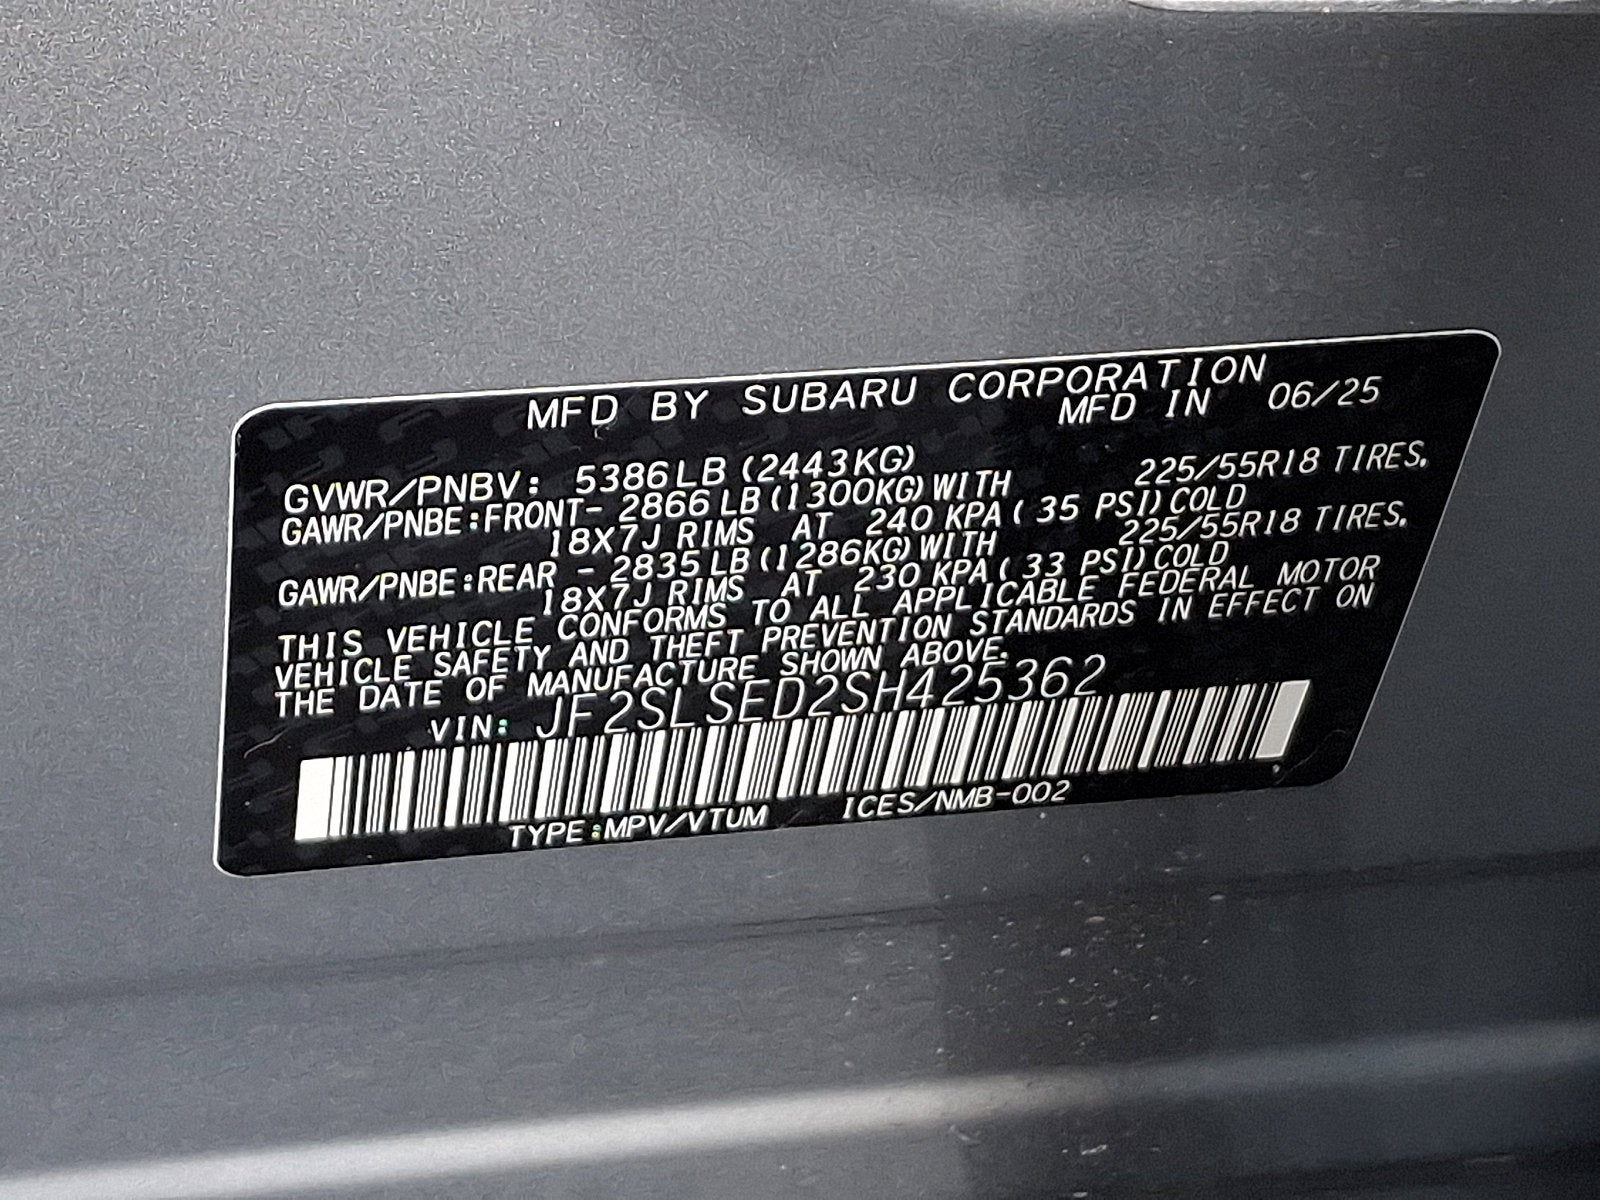 MFD BY SUBARU CORPORATION
MFD IN 06/25
GVWR/PNBV: 5386LB (2443KG)
GAWR/PNBE:FRONT- 2866 LB (1300KG) WITH 225/55R18 TIRES.
18X7J RIMS AT 240 KPA ( 35 PSI) COLD
GAWR/PNBE:REAR - 2835 LB (1286KG) WITH 225/55R18 TIRES.
18X7J RIMS AT 230 KPA ( 33 PSI) COLD
THIS VEHICLE CONFORMS TO ALL APPLICABLE FEDERAL MOTOR
VEHICLE SAFETY AND THEFT PREVENTION STANDARDS IN EFFECT ON
THE DATE OF MANUFACTURE SHOWN ABOVE.
VIN: JF2SLSED2SH425362
TYPE:MPV/VTUM ICES/NMB-002